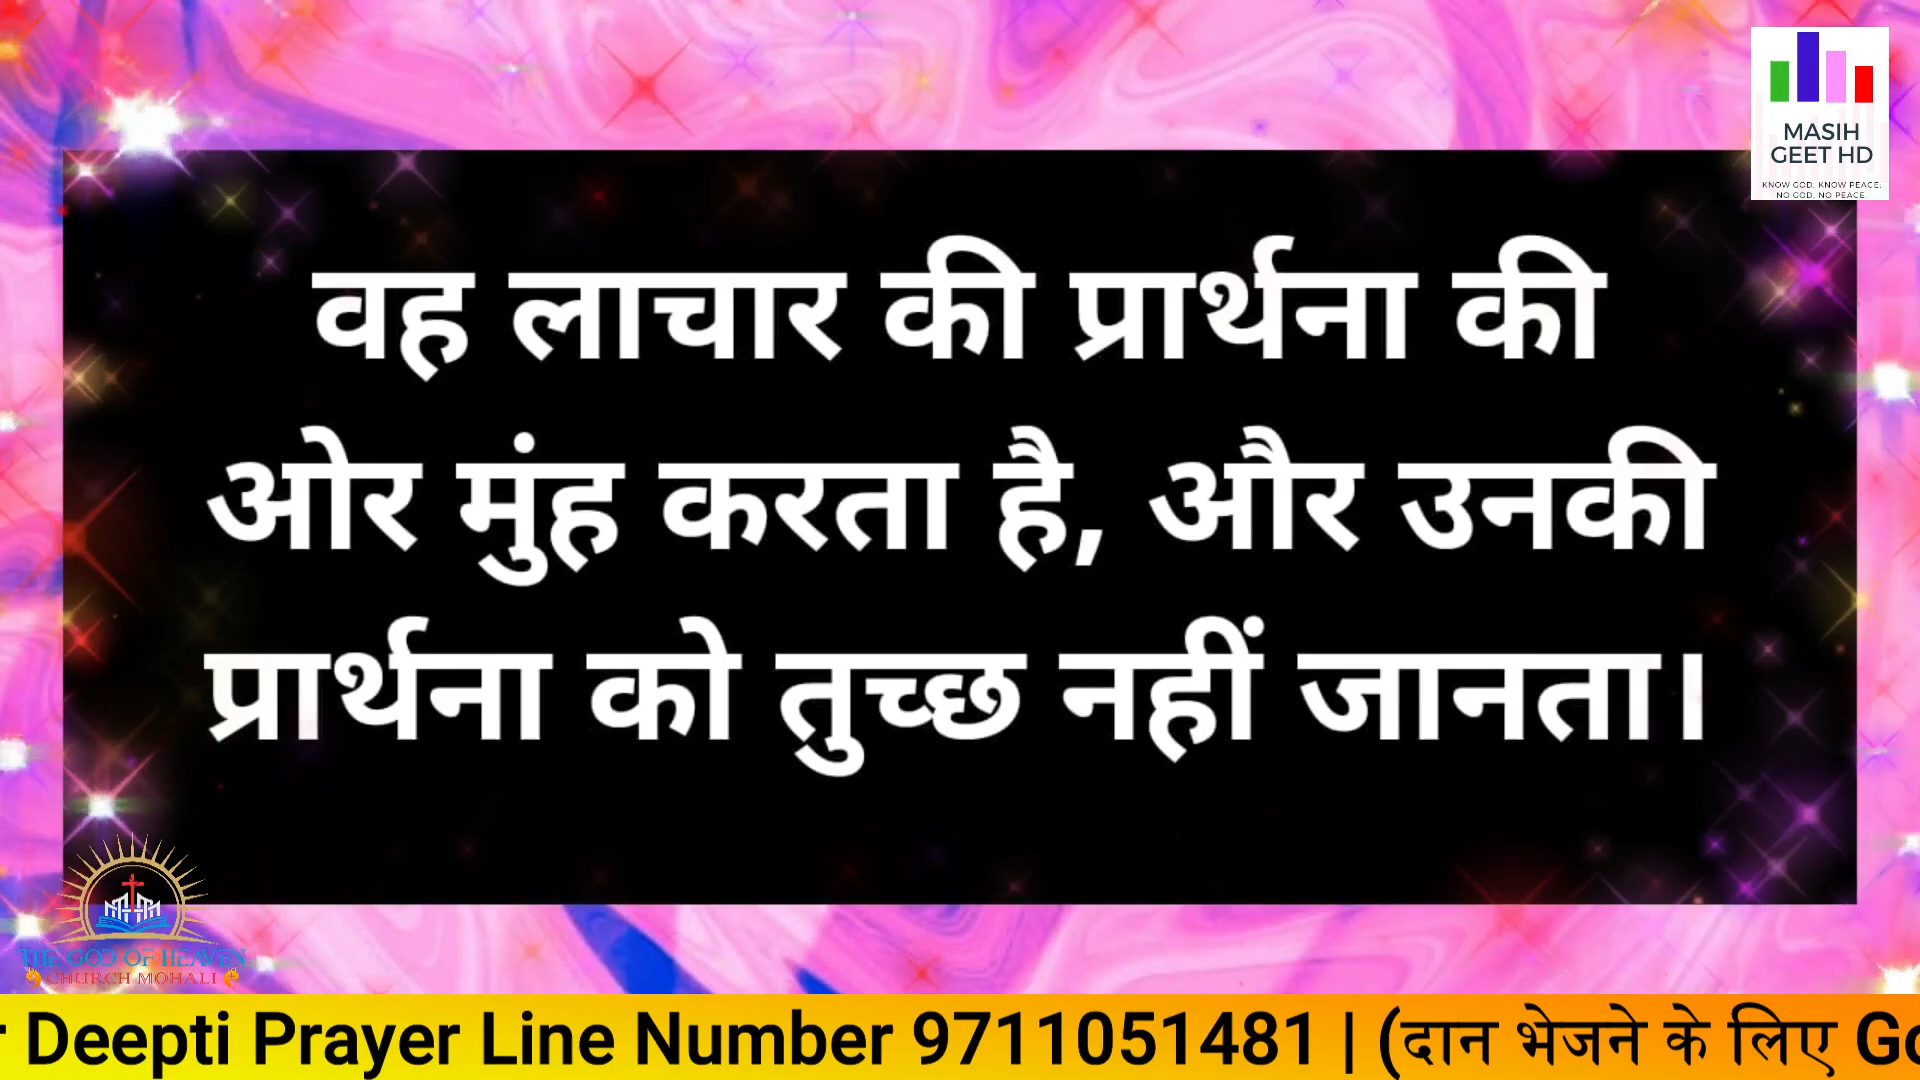 MASIH
GEET HD
KNOW GOD. KNOW PEACE.
NO GOD. NO PEACE.
वह लाचार की प्रार्थना की
ओर मुंह करता है, और उनकी
प्रार्थना को तुच्छ नहीं जानता।
THE GOD OF HEAVEN
CHURCH MOHALI
Deepti Prayer Line Number 9711051481 | (दान भेजने के लिए